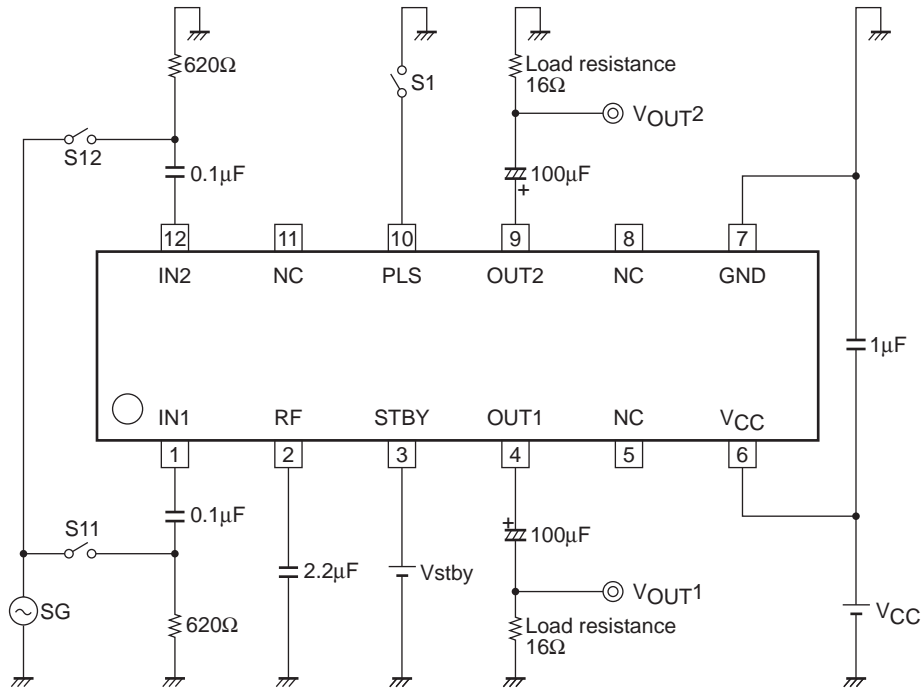 620Ω
S1
Load resistance
16Ω
VOUT2
S12
0.1μF
100μF
+
12
11
10
9
8
7
IN2
NC
PLS
OUT2
NC
GND
1μF
IN1
RF
STBY
OUT1
NC
VCC
1
2
3
4
5
6
0.1μF
+
100μF
S11
2.2μF
Vstby
VOUT1
SG
620Ω
Load resistance
16Ω
VCC